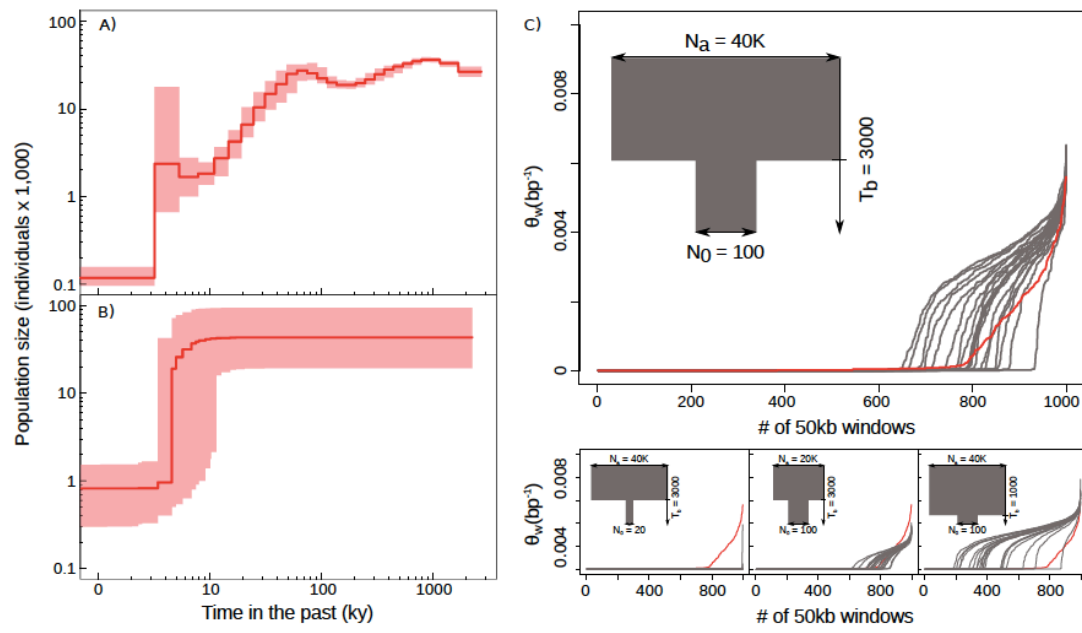 A)
100
10
1
0.1
B)
100
10
1
0.1
Population size (individuals x 1,000)
0
10
100
1000
Time in the past (ky)
C)
Na = 40K
Tb = 3000
N0 = 100
0.008
0.004
0
θw(bp-1)
0
200
400
600
800
1000
# of 50kb windows
Na = 40K
Tb = 3000
N0 = 20
Na = 20K
Tb = 3000
N0 = 100
Na = 40K
Tb = 1000
N0 = 100
0.008
0.004
θw(bp-1)
0
400
800
0
400
800
0
400
800
# of 50kb windows
# of 50kb windows